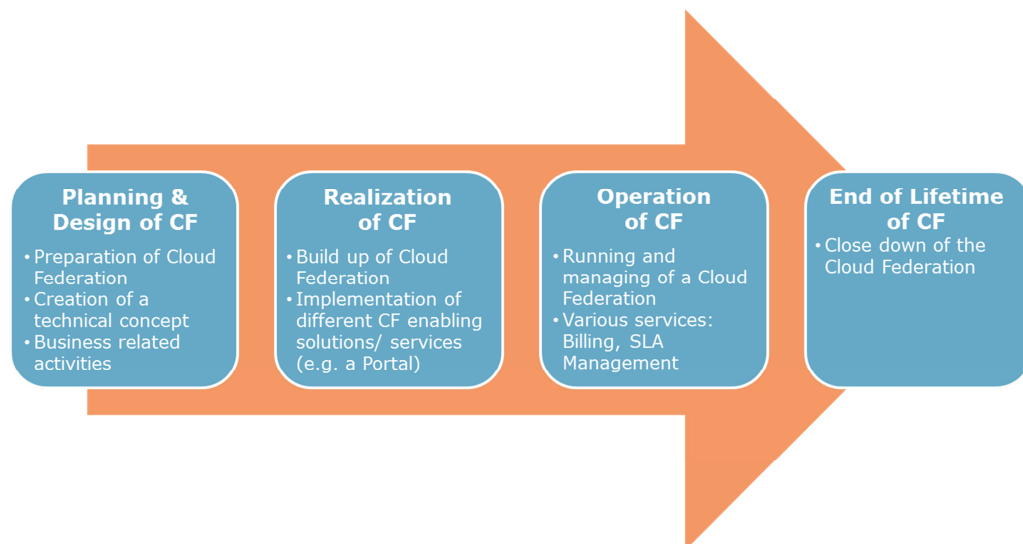 Planning &
Design of CF
• Preparation of Cloud
Federation
• Creation of a
technical concept
• Business related
activities
Realization
of CF
• Build up of Cloud
Federation
• Implementation of
different CF enabling
solutions/ services
(e.g. a Portal)
Operation
of CF
• Running and
managing of a Cloud
Federation
• Various services:
Billing, SLA
Management
End of Lifetime
of CF
• Close down of the
Cloud Federation